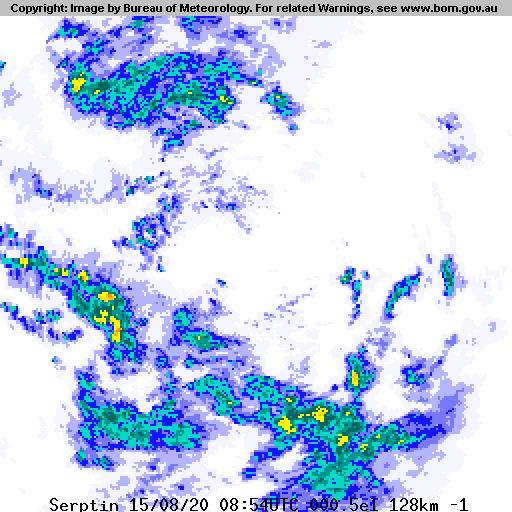 Copyright: Image by Bureau of Meteorology. For related Warnings, see www.bom.gov.au
Serptin 15/08/20 08:54UTC 000.5el 128km -1